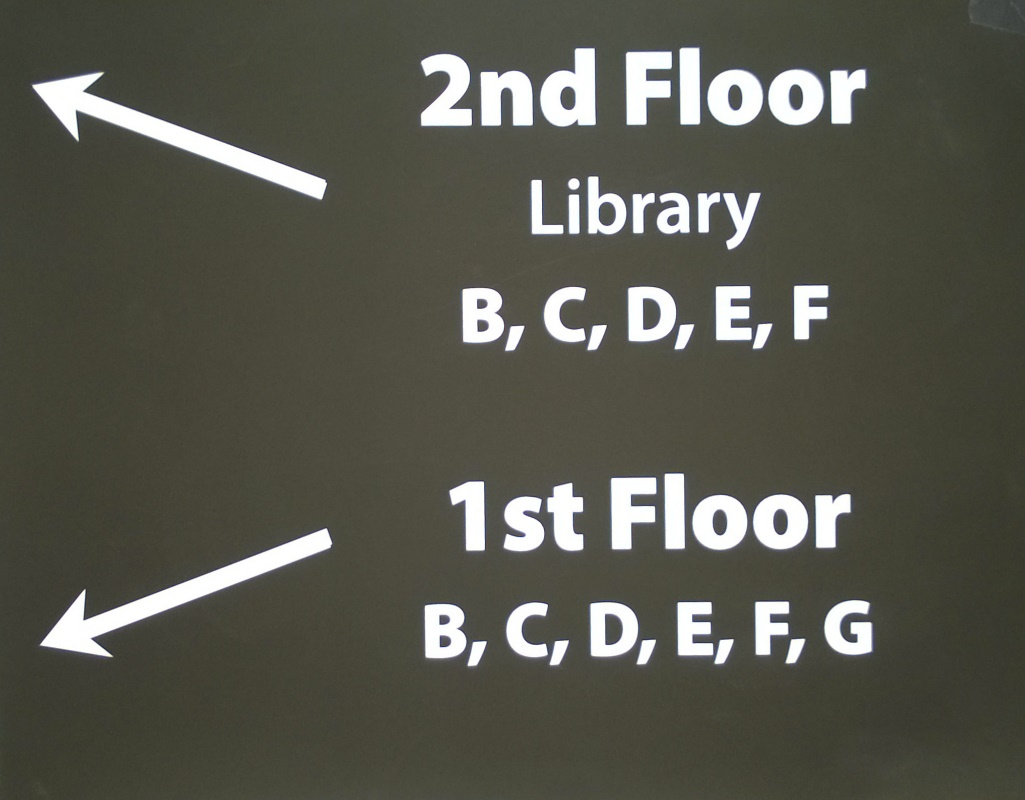 2nd Floor
Library
B, C, D, E, F
1st Floor
B, C, D, E, F, G